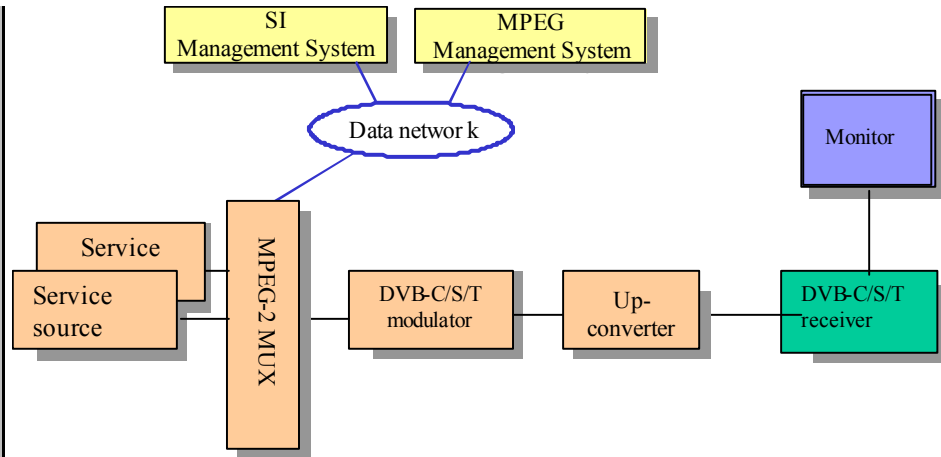 SI
Management System
MPEG
Management System
Data networ k
Monitor
Service
Service
source
MPEG-2 MUX
DVB-C/S/T
modulator
Up-
converter
DVB-C/S/T
receiver